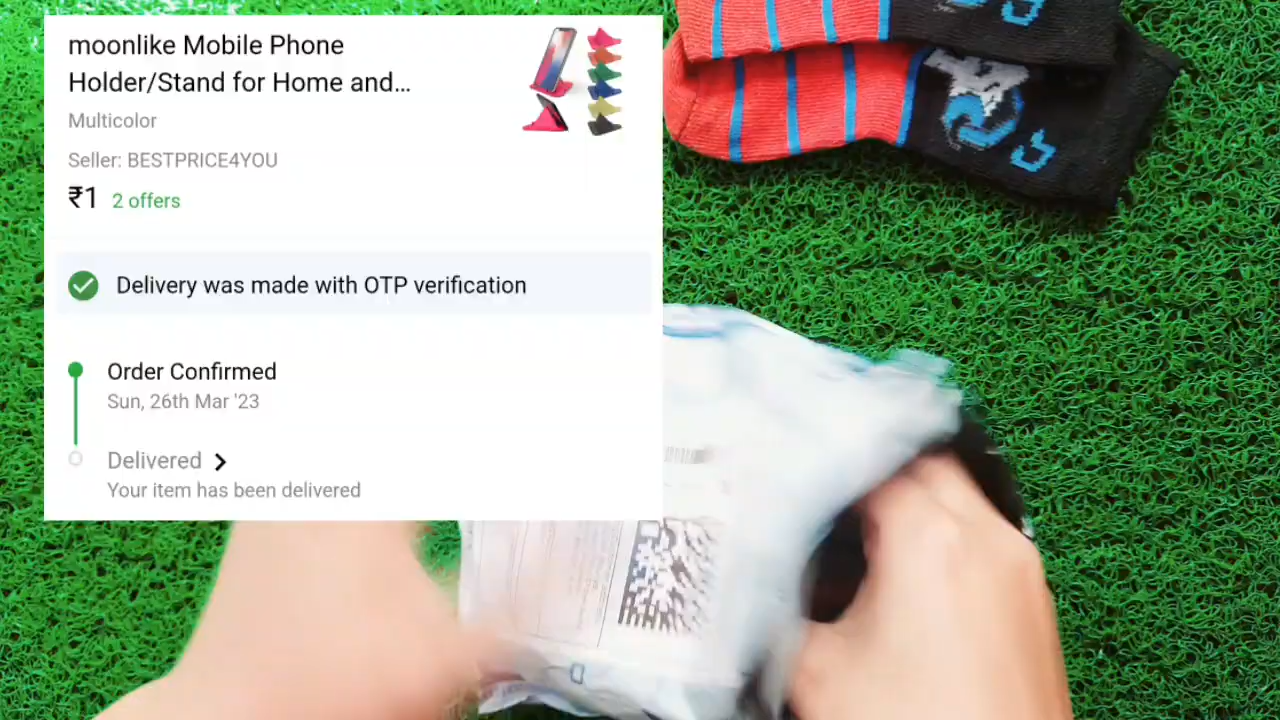 moonlike Mobile Phone
Holder/Stand for Home and...
Multicolor
Seller: BESTPRICE4YOU
₹1 2 offers
Delivery was made with OTP verification
Order Confirmed
Sun, 26th Mar '23
Delivered
Your item has been delivered